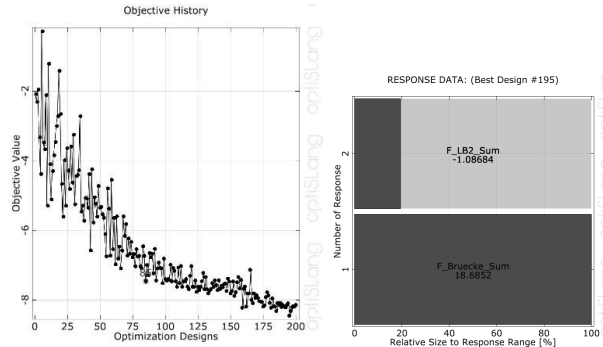 Objective History
Objective Value
-2
-4
-6
-8
0
25
50
75
100
125
150
175
200
Optimization Designs
optiSLang
optiSLang
optiSLang
RESPONSE DATA: (Best Design #195)
Number of Response
2
1
F_LB2_Sum
-1.08684
F_Bruecke_Sum
18.6852
0
20
40
60
80
100
Relative Size to Response Range [%]